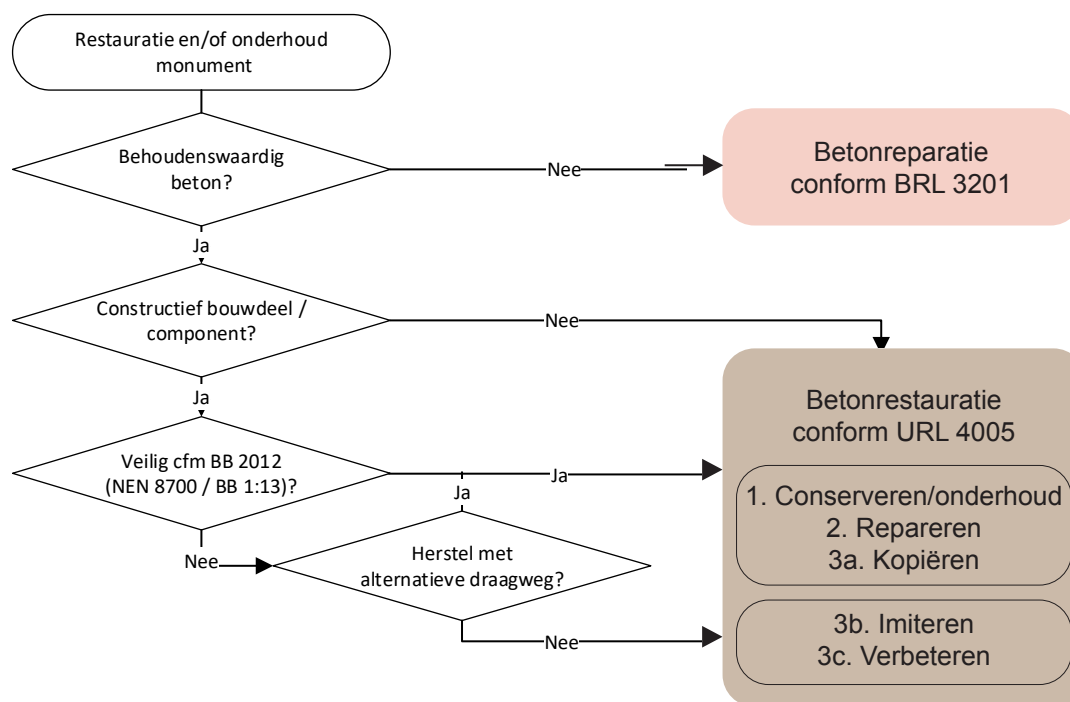 Restauratie en/of onderhoud
monument
Behoudenswaardig
beton?
Nee
Betonreparatie
conform BRL 3201
Ja
Constructief bouwdeel /
component?
Nee
Ja
Betonrestauratie
conform URL 4005
Veilig cfm BB 2012
(NEN 8700 / BB 1:13)?
Ja
Ja
1. Conserveren/onderhoud
2. Repareren
3a. Kopiëren
Nee
Herstel met
alternatieve draagweg?
Nee
3b. Imiteren
3c. Verbeteren